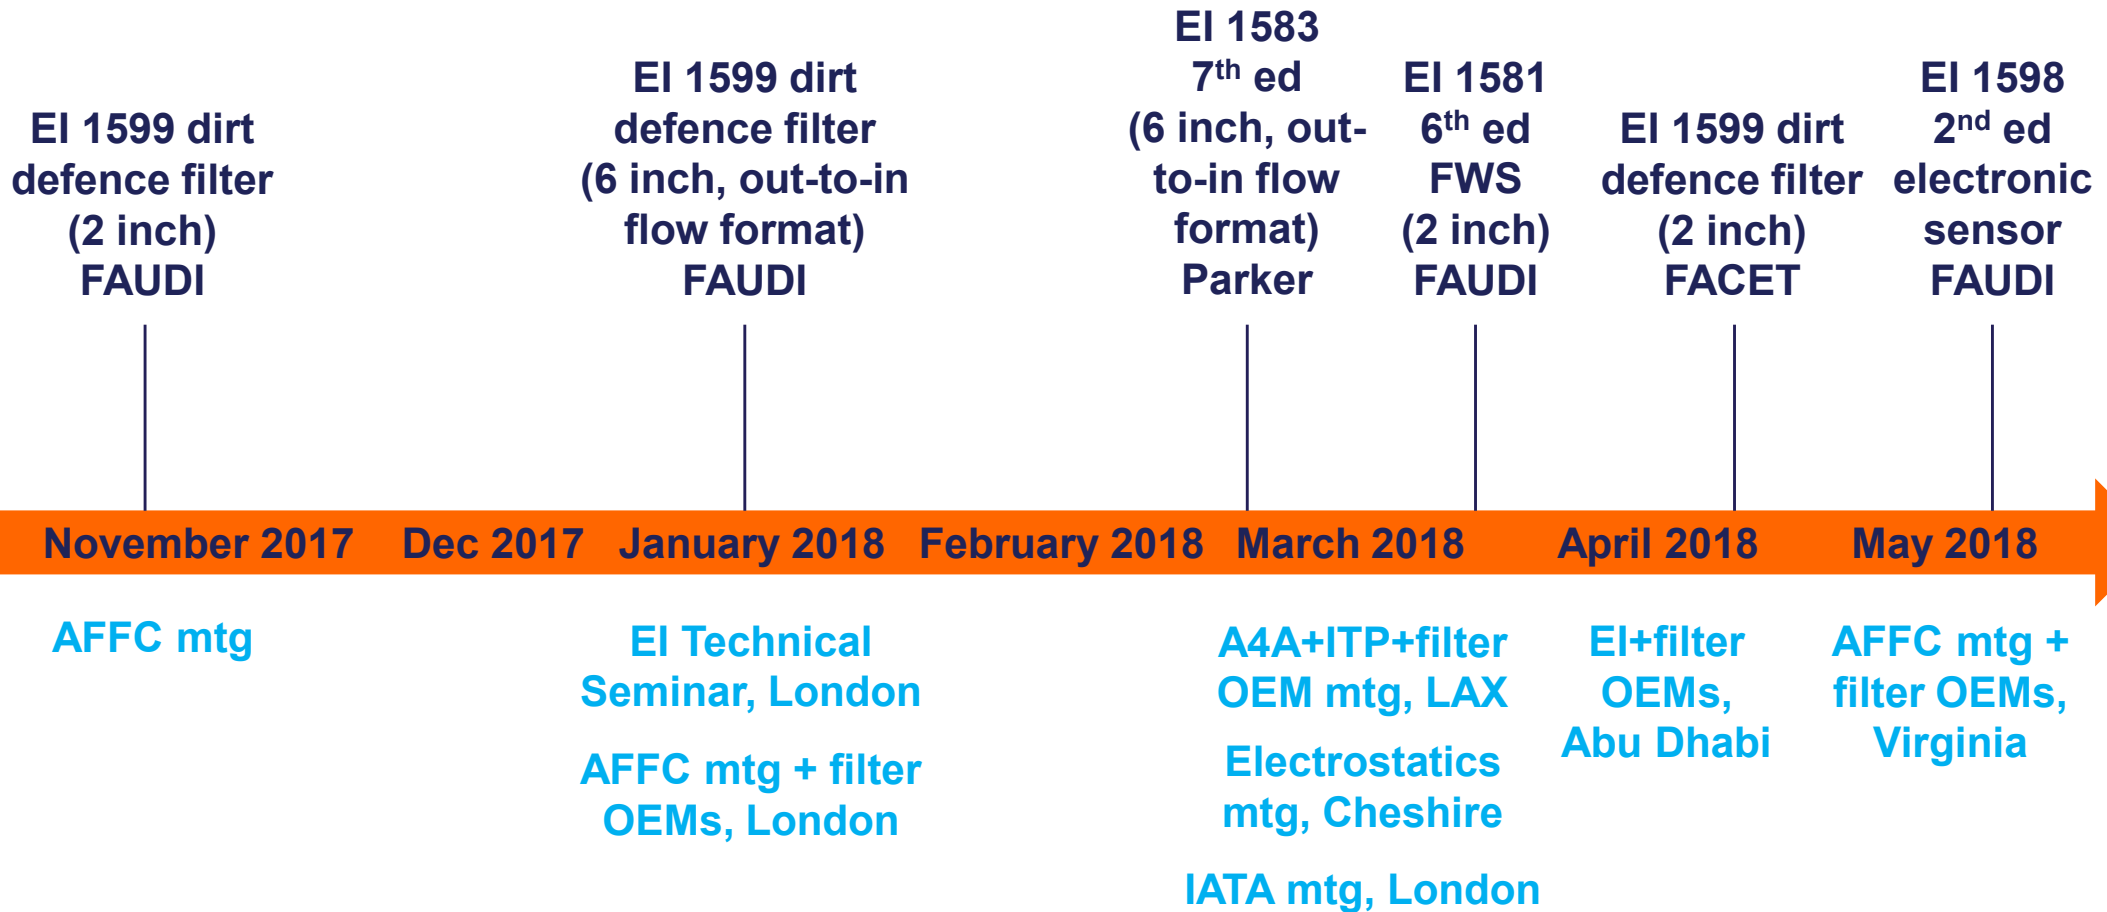 EI 1599 dirt
defence filter
(2 inch)
FAUDI
EI 1599 dirt
defence filter
(6 inch, out-to-in
flow format)
FAUDI
EI 1583
7th ed
(6 inch, out-
to-in flow
format)
Parker
EI 1581
6th ed
FWS
(2 inch)
FAUDI
EI 1599 dirt
defence filter
(2 inch)
FACET
EI 1598
2nd ed
electronic
sensor
FAUDI
November 2017
Dec 2017
January 2018
February 2018
March 2018
April 2018
May 2018
AFFC mtg
EI Technical
Seminar, London
AFFC mtg + filter
OEMs, London
A4A+ITP+filter
OEM mtg, LAX
Electrostatics
mtg, Cheshire
IATA mtg, London
EI+filter
OEMs,
Abu Dhabi
AFFC mtg +
filter OEMs,
Virginia